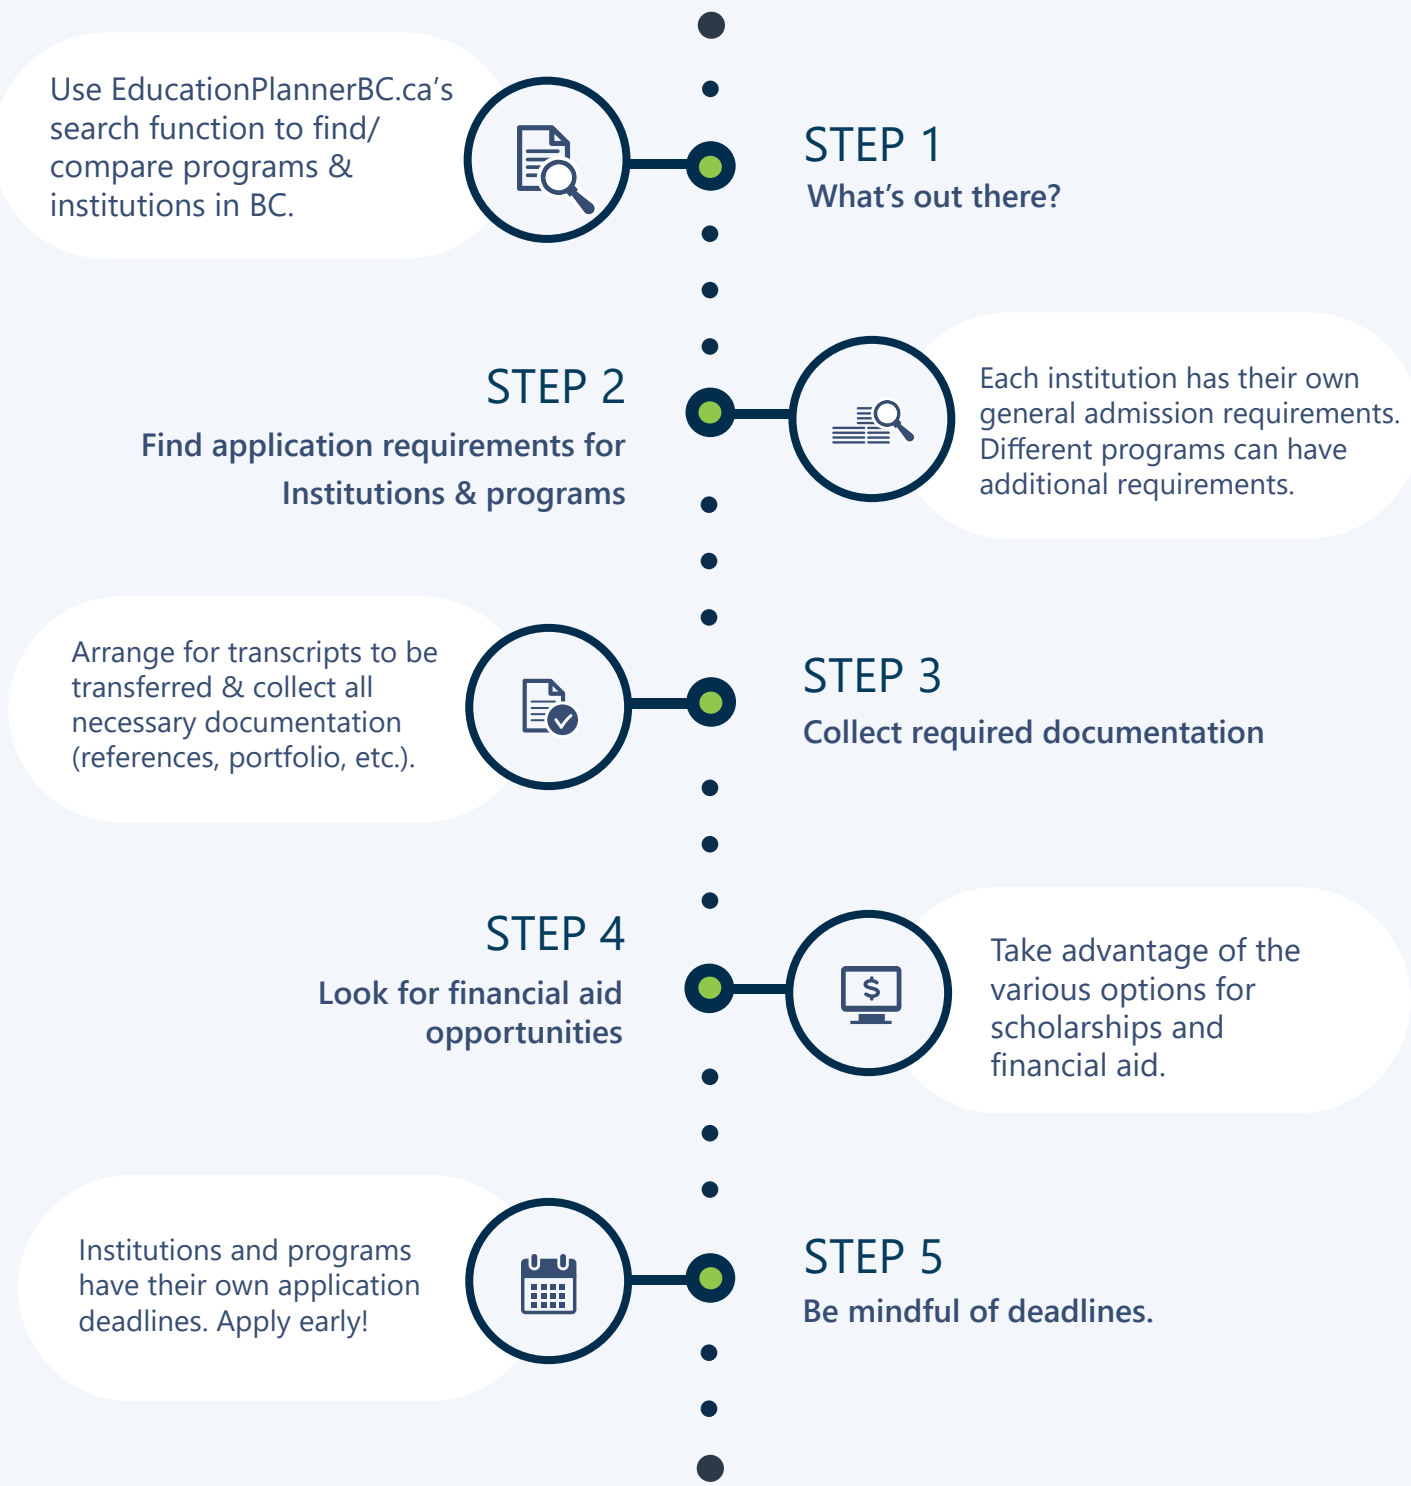 Use EducationPlannerBC.ca's
search function to find/
compare programs &
institutions in BC.
STEP 1
What's out there?
STEP 2
Find application requirements for
Institutions & programs
Each institution has their own
general admission requirements.
Different programs can have
additional requirements.
Arrange for transcripts to be
transferred & collect all
necessary documentation
(references, portfolio, etc.).
STEP 3
Collect required documentation
STEP 4
Look for financial aid
opportunities
$
Take advantage of the
various options for
scholarships and
financial aid.
Institutions and programs
have their own application
deadlines. Apply early!
STEP 5
Be mindful of deadlines.